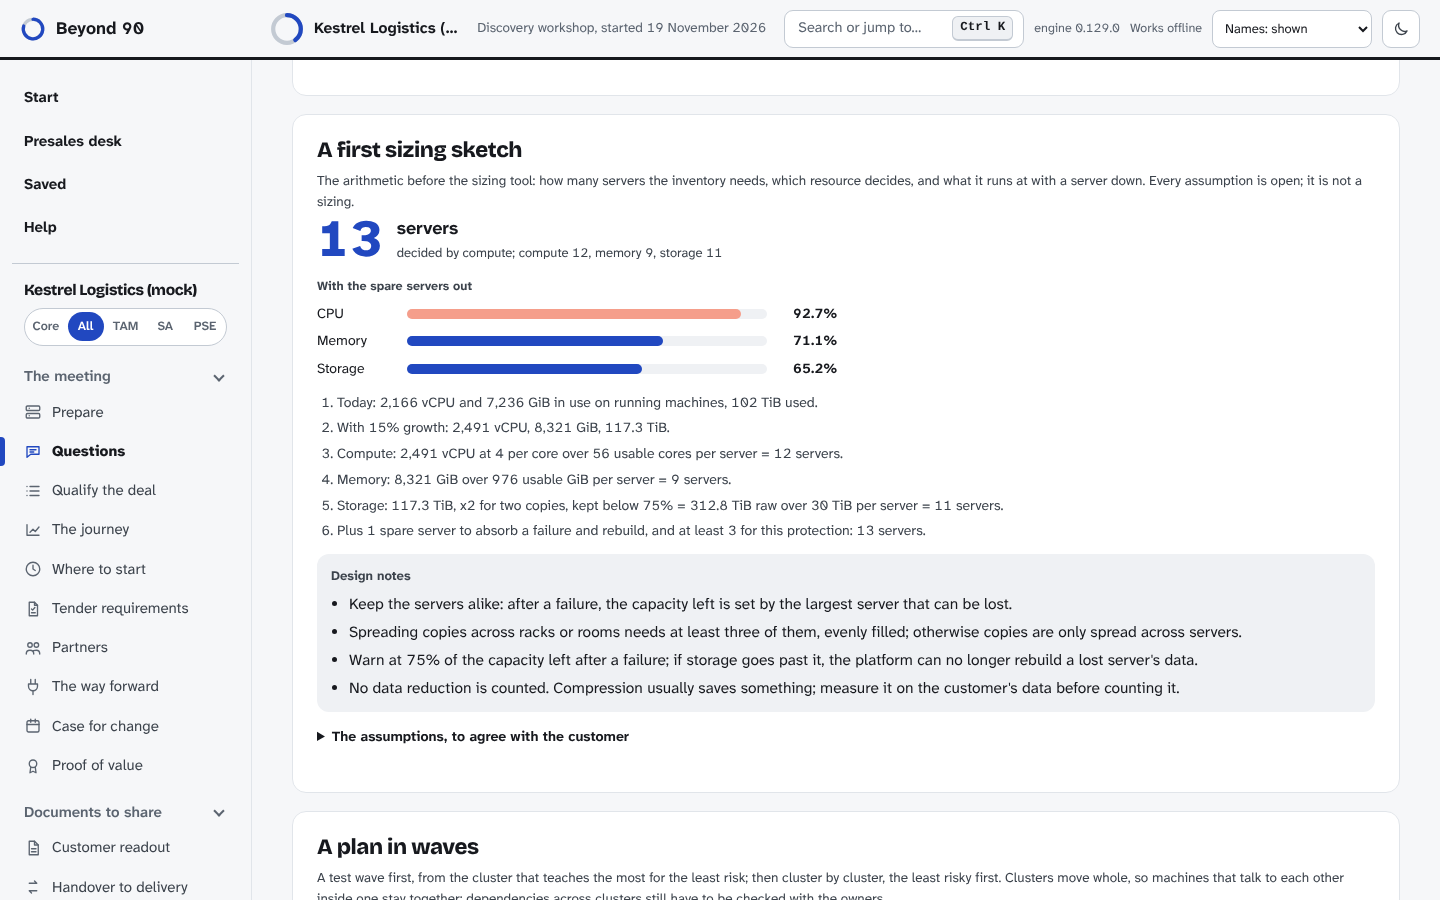 Beyond 90
Kestrel Logistics (...
Discovery workshop, started 19 November 2026
Search or jump to...
Ctrl K
engine 0.129.0
Works offline
Names: shown
Start
Presales desk
Saved
Help
Kestrel Logistics (mock)
Core
All
TAM
SA
PSE
The meeting
Prepare
Questions
Qualify the deal
The journey
Where to start
Tender requirements
Partners
The way forward
Case for change
Proof of value
Documents to share
Customer readout
Handover to delivery
A first sizing sketch
The arithmetic before the sizing tool: how many servers the inventory needs, which resource decides, and what it runs at with a server down. Every assumption is open; it is not a
sizing.
13 servers
decided by compute; compute 12, memory 9, storage 11
With the spare servers out
CPU 92.7%
Memory 71.1%
Storage 65.2%
1. Today: 2,166 vCPU and 7,236 GiB in use on running machines, 102 TiB used.
2. With 15% growth: 2,491 vCPU, 8,321 GiB, 117.3 TiB.
3. Compute: 2,491 vCPU at 4 per core over 56 usable cores per server = 12 servers.
4. Memory: 8,321 GiB over 976 usable GiB per server = 9 servers.
5. Storage: 117.3 TiB, x2 for two copies, kept below 75% = 312.8 TiB raw over 30 TiB per server = 11 servers.
6. Plus 1 spare server to absorb a failure and rebuild, and at least 3 for this protection: 13 servers.
Design notes
• Keep the servers alike: after a failure, the capacity left is set by the largest server that can be lost.
• Spreading copies across racks or rooms needs at least three of them, evenly filled; otherwise copies are only spread across servers.
• Warn at 75% of the capacity left after a failure; if storage goes past it, the platform can no longer rebuild a lost server's data.
• No data reduction is counted. Compression usually saves something; measure it on the customer's data before counting it.
The assumptions, to agree with the customer
A plan in waves
A test wave first, from the cluster that teaches the most for the least risk; then cluster by cluster, the least risky first. Clusters move whole, so machines that talk to each other
inside one stay together; dependencies across clusters still have to be checked with the owners.